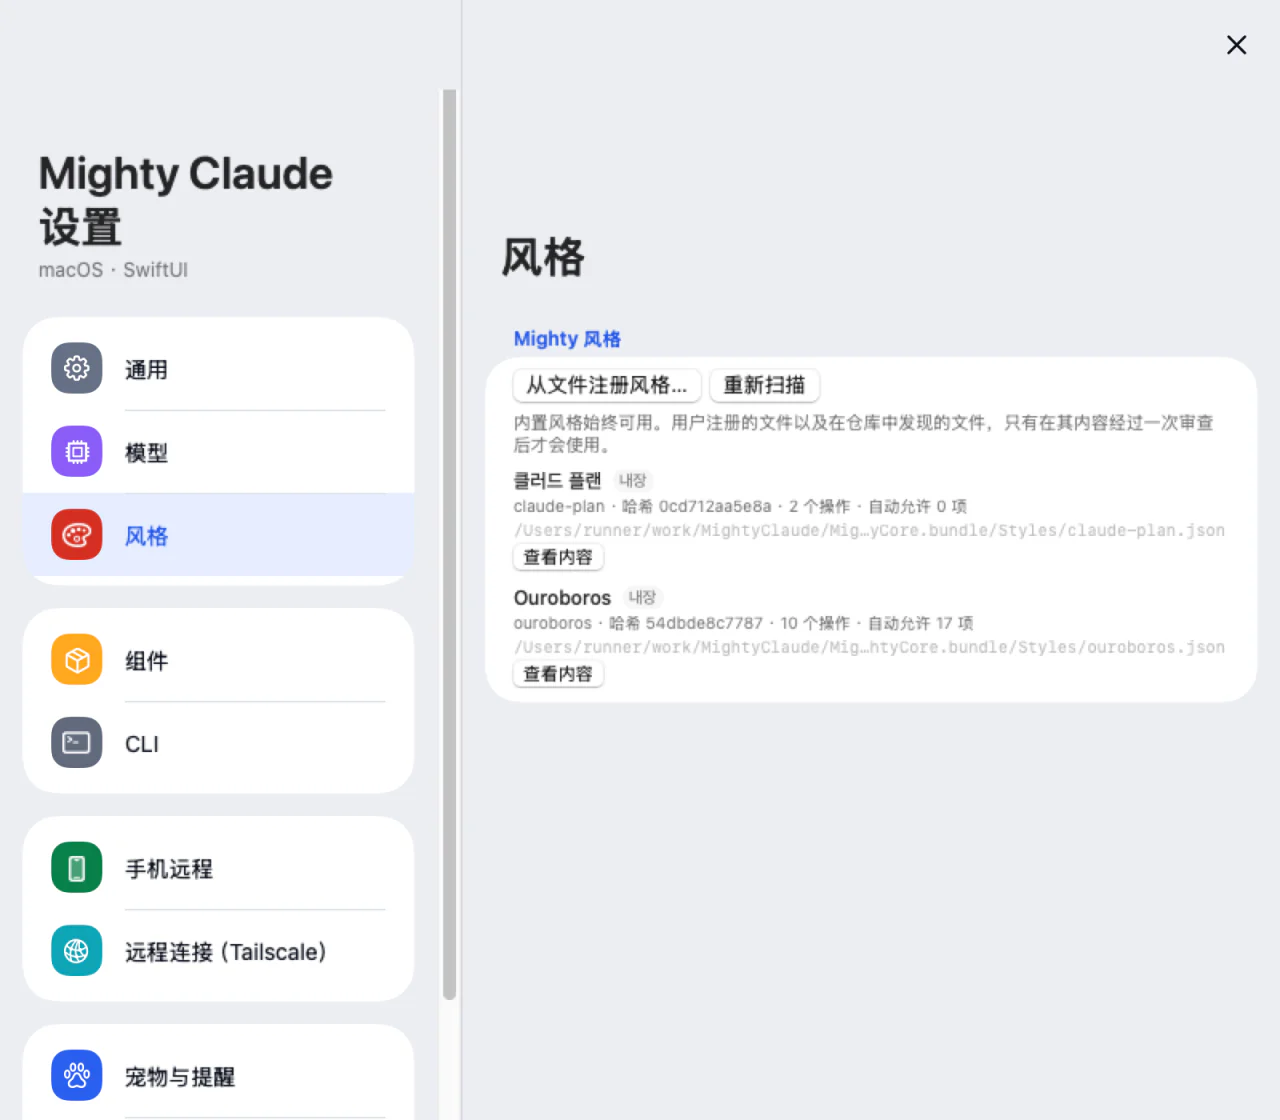 Mighty Claude
设置
macOS · SwiftUI
通用
模型
风格
组件
CLI
手机远程
远程连接 (Tailscale)
宠物与提醒
风格
Mighty 风格
从文件注册风格...
重新扫描
内置风格始终可用。用户注册的文件以及在仓库中发现的文件，只有在其内容经过一次审查
后才会使用。
클러드 플랜 내장
claude-plan · 哈希 0cd712aa5e8a · 2 个操作 · 自动允许 0 项
/Users/runner/work/MightyClaude/Mig…yCore.bundle/Styles/claude-plan.json
查看内容
Ouroboros 내장
ouroboros · 哈希 54dbde8c7787 · 10 个操作 · 自动允许 17 项
/Users/runner/work/MightyClaude/Mig…htyCore.bundle/Styles/ouroboros.json
查看内容